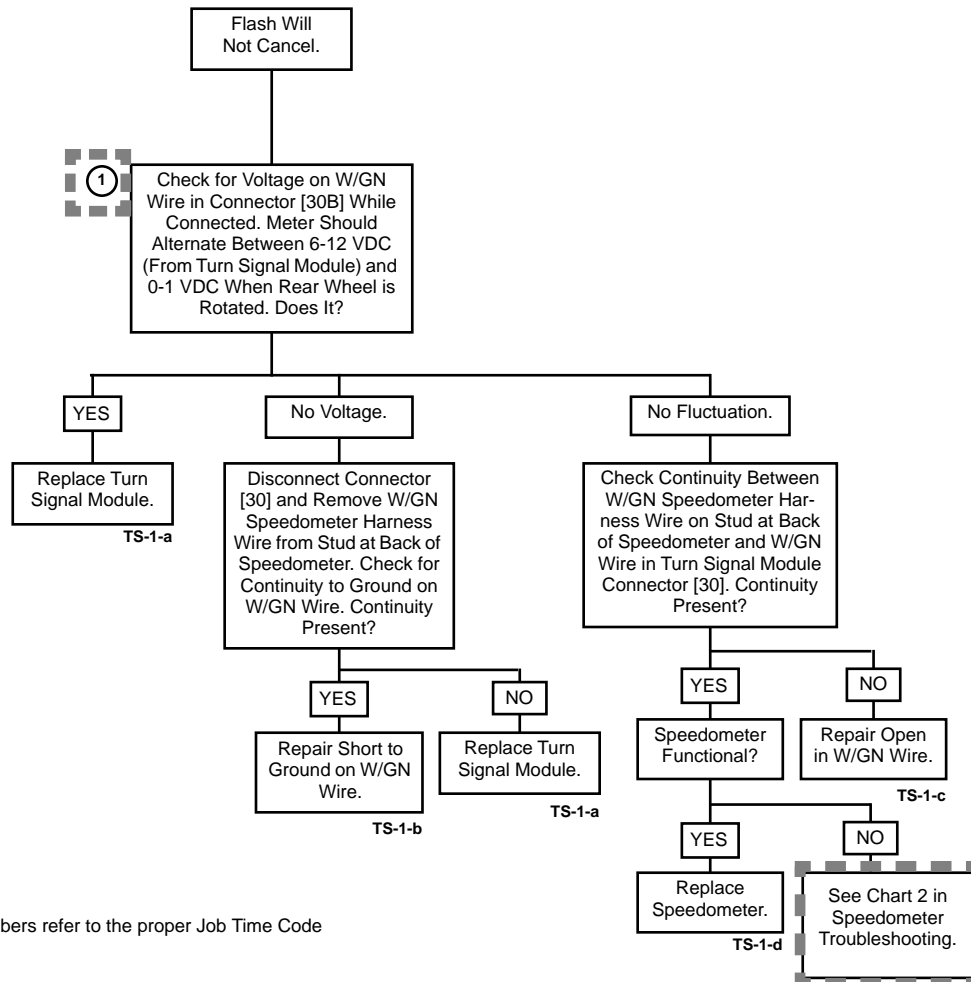 Flash Will
Not Cancel.
1
Check for Voltage on W/GN
Wire in Connector [30B] While
Connected. Meter Should
Alternate Between 6-12 VDC
(From Turn Signal Module) and
0-1 VDC When Rear Wheel is
Rotated. Does It?
YES
No Voltage.
No Fluctuation.
Replace Turn
Signal Module.
TS-1-a
Disconnect Connector
[30] and Remove W/GN
Speedometer Harness
Wire from Stud at Back of
Speedometer. Check for
Continuity to Ground on
W/GN Wire. Continuity
Present?
Check Continuity Between
W/GN Speedometer Har-
ness Wire on Stud at Back
of Speedometer and W/GN
Wire in Turn Signal Module
Connector [30]. Continuity
Present?
YES
NO
YES
NO
Repair Short to
Ground on W/GN
Wire.
TS-1-b
Replace Turn
Signal Module.
TS-1-a
Speedometer
Functional?
Repair Open
in W/GN Wire.
TS-1-c
YES
NO
Replace
Speedometer.
TS-1-d
See Chart 2 in
Speedometer
Troubleshooting.
bers refer to the proper Job Time Code